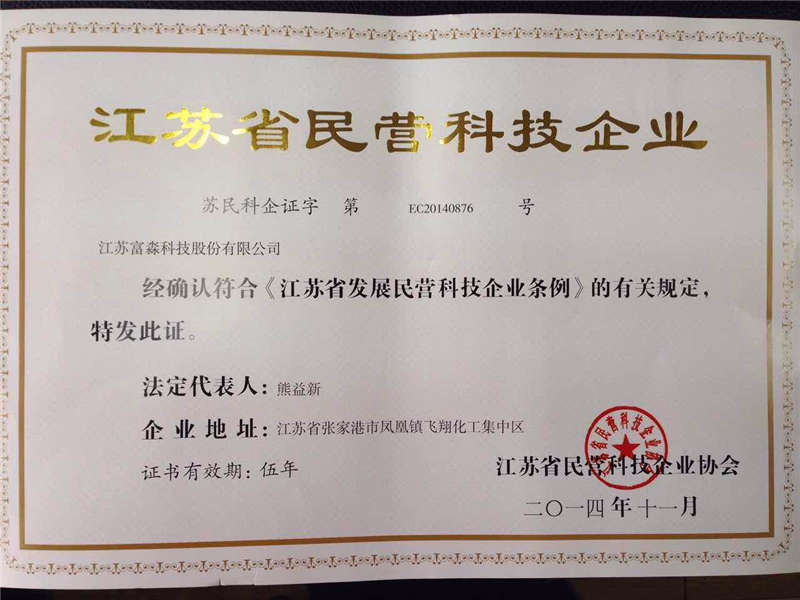 江苏省民营科技企业
苏民科企证字 第 EC20140876 号
江苏富森科技股份有限公司
经确认符合《江苏省发展民营科技企业条例》的有关规定，
特发此证。
法定代表人：熊益新
企业地址：江苏省张家港市凤凰镇飞翔化工集中区
证书有效期：伍年
江苏省民营科技企业协会
二〇一四年十一月